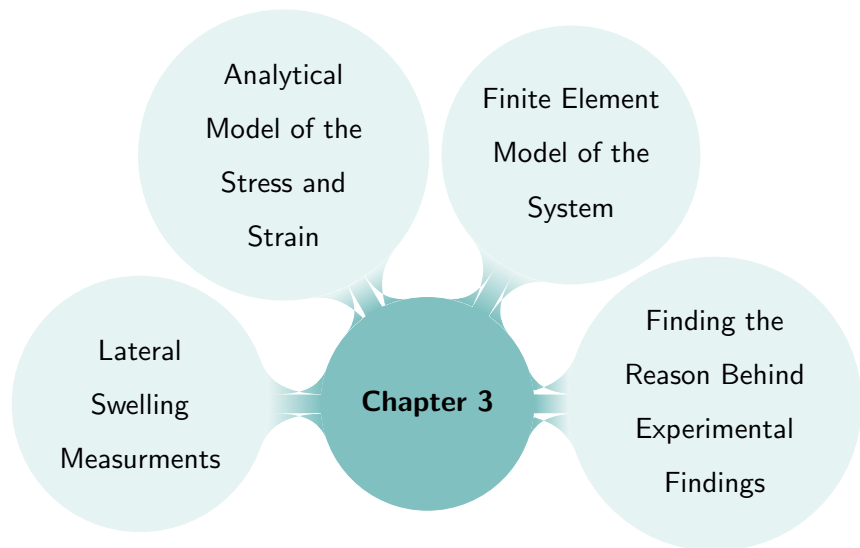 Analytical
Model of the
Stress and
Strain
Finite Element
Model of the
System
Lateral
Swelling
Measurments
Chapter 3
Finding the
Reason Behind
Experimental
Findings